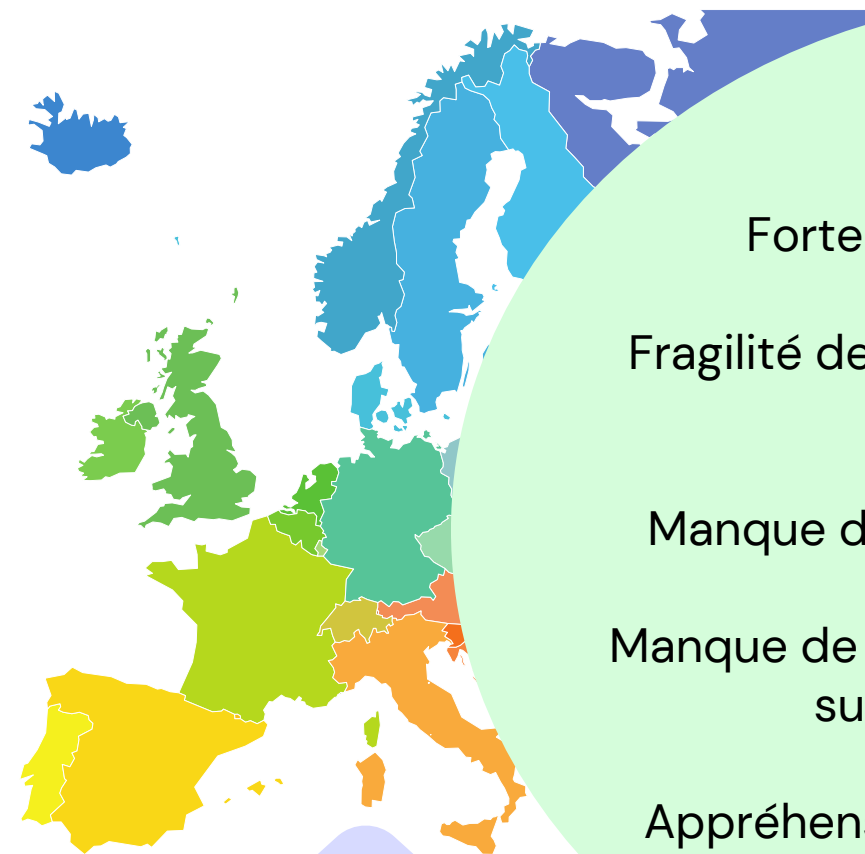 Forte
Fragilité de
Manque d
Manque de
su
Appréhens